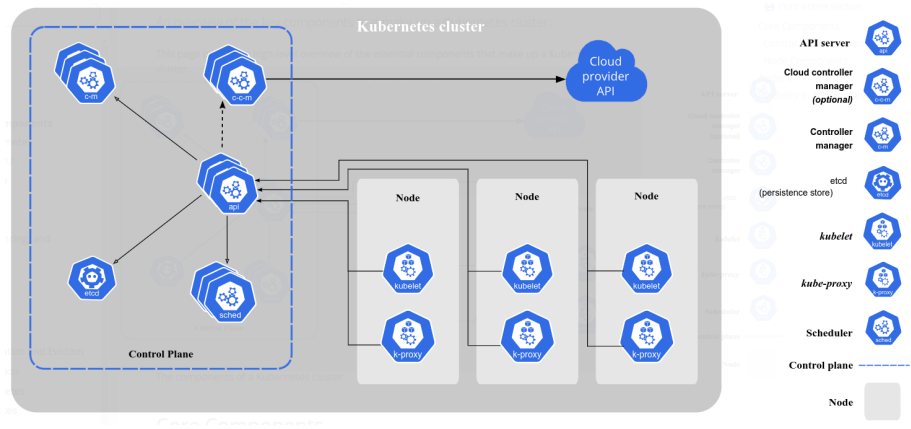 Kubernetes cluster
c-m
c-c-m
Cloud
provider
API
api
etcd
sched
Control Plane
Node
kubelet
k-proxy
Node
kubelet
k-proxy
Node
kubelet
k-proxy
API server
api
Cloud controller
manager
(optional)
c-c-m
Controller
manager
c-m
etcd
(persistence store)
etcd
kubelet
kubelet
kube-proxy
k-proxy
Scheduler
sched
Control plane
Node
Core Components